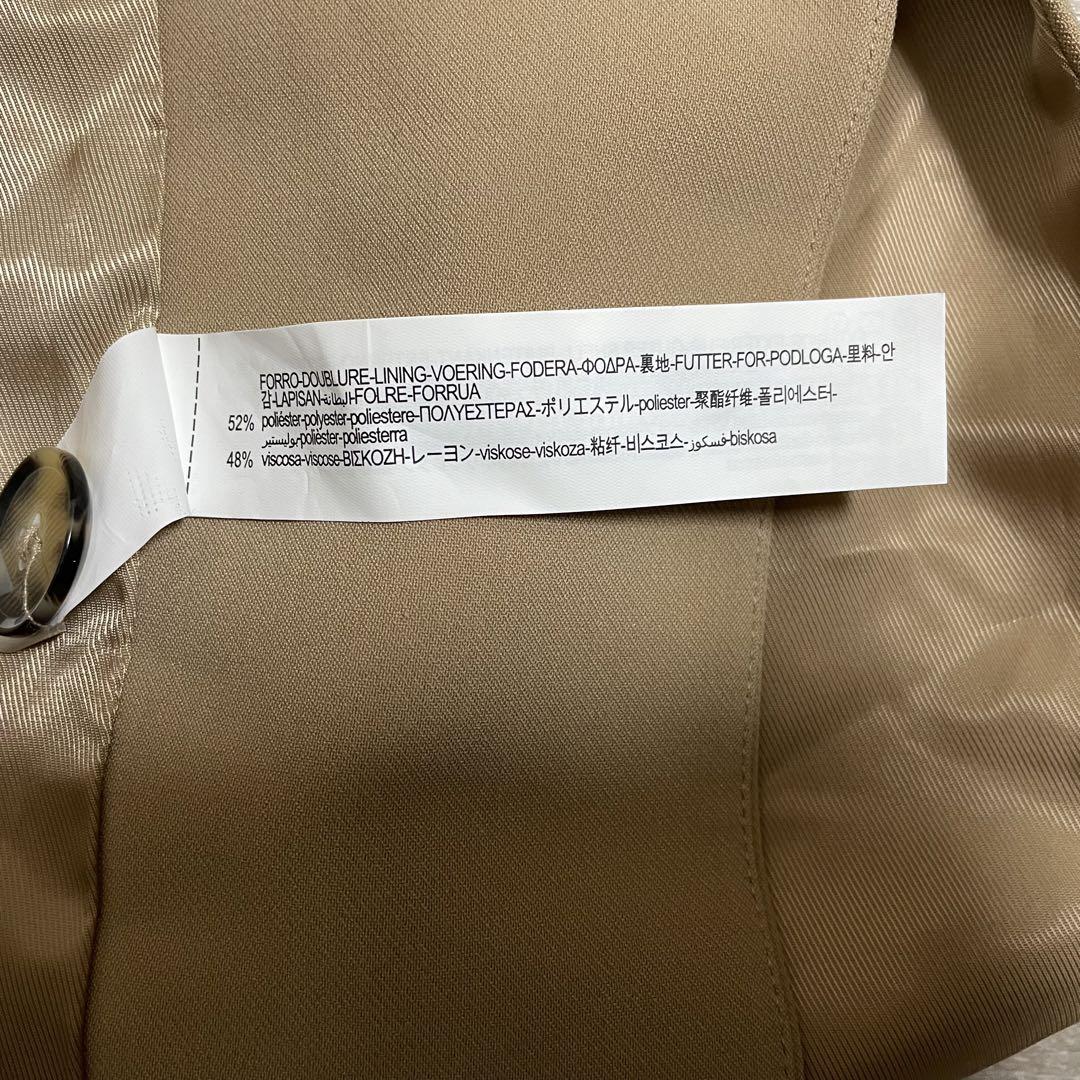 FORRO-DOUBLURE-LINING-VOERING-FODERA-ΦΟΔΡΑ-裏地-FUTTER-FOR-PODLOGA-里料-안
감-LAPISAN-البطانة-FOLRE-FORRUA
52% poliéster-polyester-poliestere-ΠΟΛΥΕΣΤΕΡΑΣ-ポリエステル-poliester-聚酯纤维-폴리에스터-
بوليستير-polièster-poliesterra
48% viscosa-viscose-ΒΙΣΚΟΖΗ-レーヨン-viskose-viskoza-粘纤-비스코스-فسكوز-biskosa